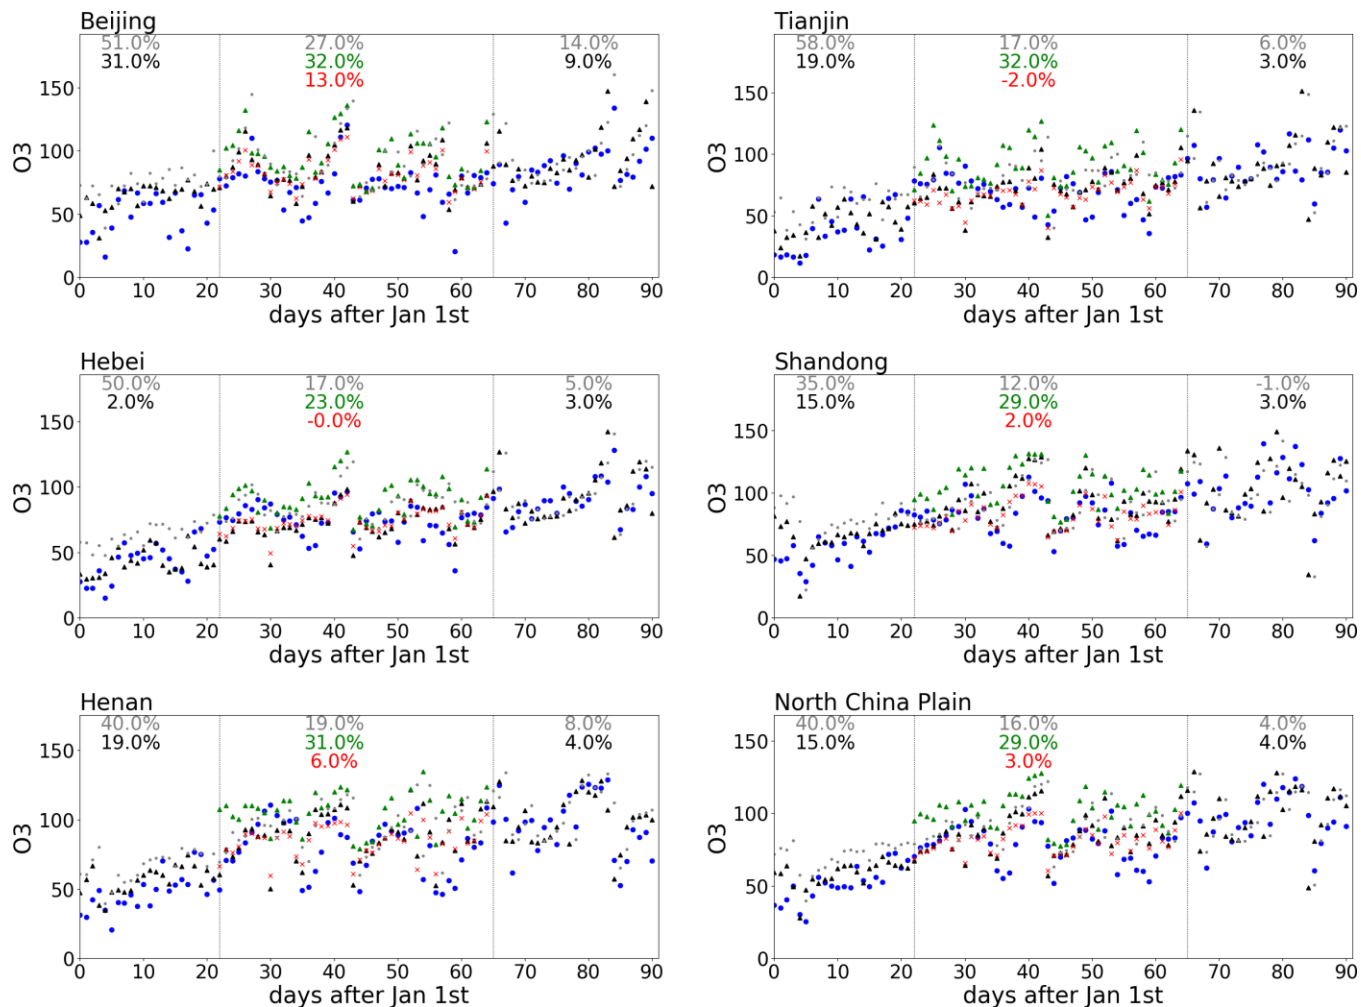 Beijing
51.0% 27.0% 14.0%
31.0% 32.0% 9.0%
13.0%
150
100
50
0
O3
0 10 20 30 40 50 60 70 80 90
days after Jan 1st
Tianjin
58.0% 17.0% 6.0%
19.0% 32.0% 3.0%
-2.0%
150
100
50
0
O3
0 10 20 30 40 50 60 70 80 90
days after Jan 1st
Hebei
50.0% 17.0% 5.0%
2.0% 23.0% 3.0%
-0.0%
150
100
50
0
O3
0 10 20 30 40 50 60 70 80 90
days after Jan 1st
Shandong
35.0% 12.0% -1.0%
15.0% 29.0% 3.0%
2.0%
150
100
50
0
O3
0 10 20 30 40 50 60 70 80 90
days after Jan 1st
Henan
40.0% 19.0% 8.0%
19.0% 31.0% 4.0%
6.0%
150
100
50
0
O3
0 10 20 30 40 50 60 70 80 90
days after Jan 1st
North China Plain
40.0% 16.0% 4.0%
15.0% 29.0% 4.0%
3.0%
150
100
50
0
O3
0 10 20 30 40 50 60 70 80 90
days after Jan 1st